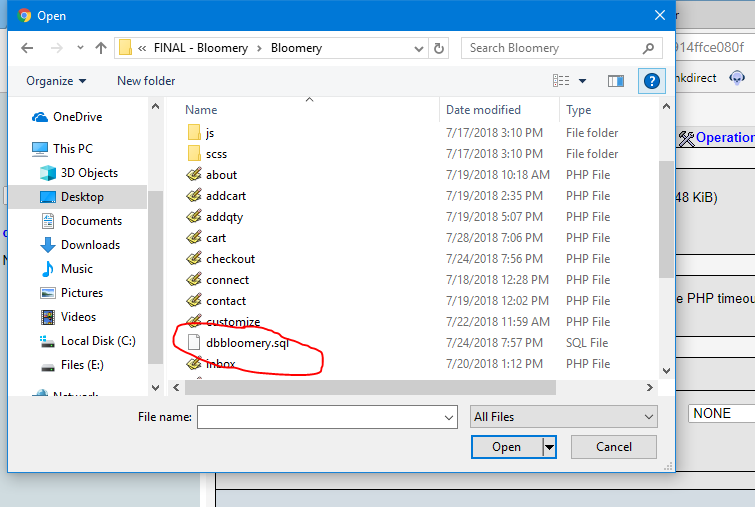 Open
r
« FINAL - Bloomery > Bloomery
Search Bloomery
914ffce080f
Organize
New folder
?
nkdirect
Name
Date modified
Type
OneDrive
This PC
3D Objects
Desktop
Documents
Downloads
Music
Pictures
Videos
Local Disk (C:)
Files (E:)
js 7/17/2018 3:10 PM File folder
scss 7/17/2018 3:10 PM File folder
about 7/19/2018 10:18 AM PHP File
addcart 7/19/2018 2:35 PM PHP File
addqty 7/19/2018 5:07 PM PHP File
cart 7/28/2018 7:06 PM PHP File
checkout 7/24/2018 7:56 PM PHP File
connect 7/18/2018 12:28 PM PHP File
contact 7/19/2018 12:02 PM PHP File
customize 7/22/2018 11:59 AM PHP File
dbbloomery.sql 7/24/2018 7:57 PM SQL File
inbox 7/20/2018 1:12 PM PHP File
Operation
48 KiB)
e PHP timeou
NONE
File name:
All Files
Open
Cancel